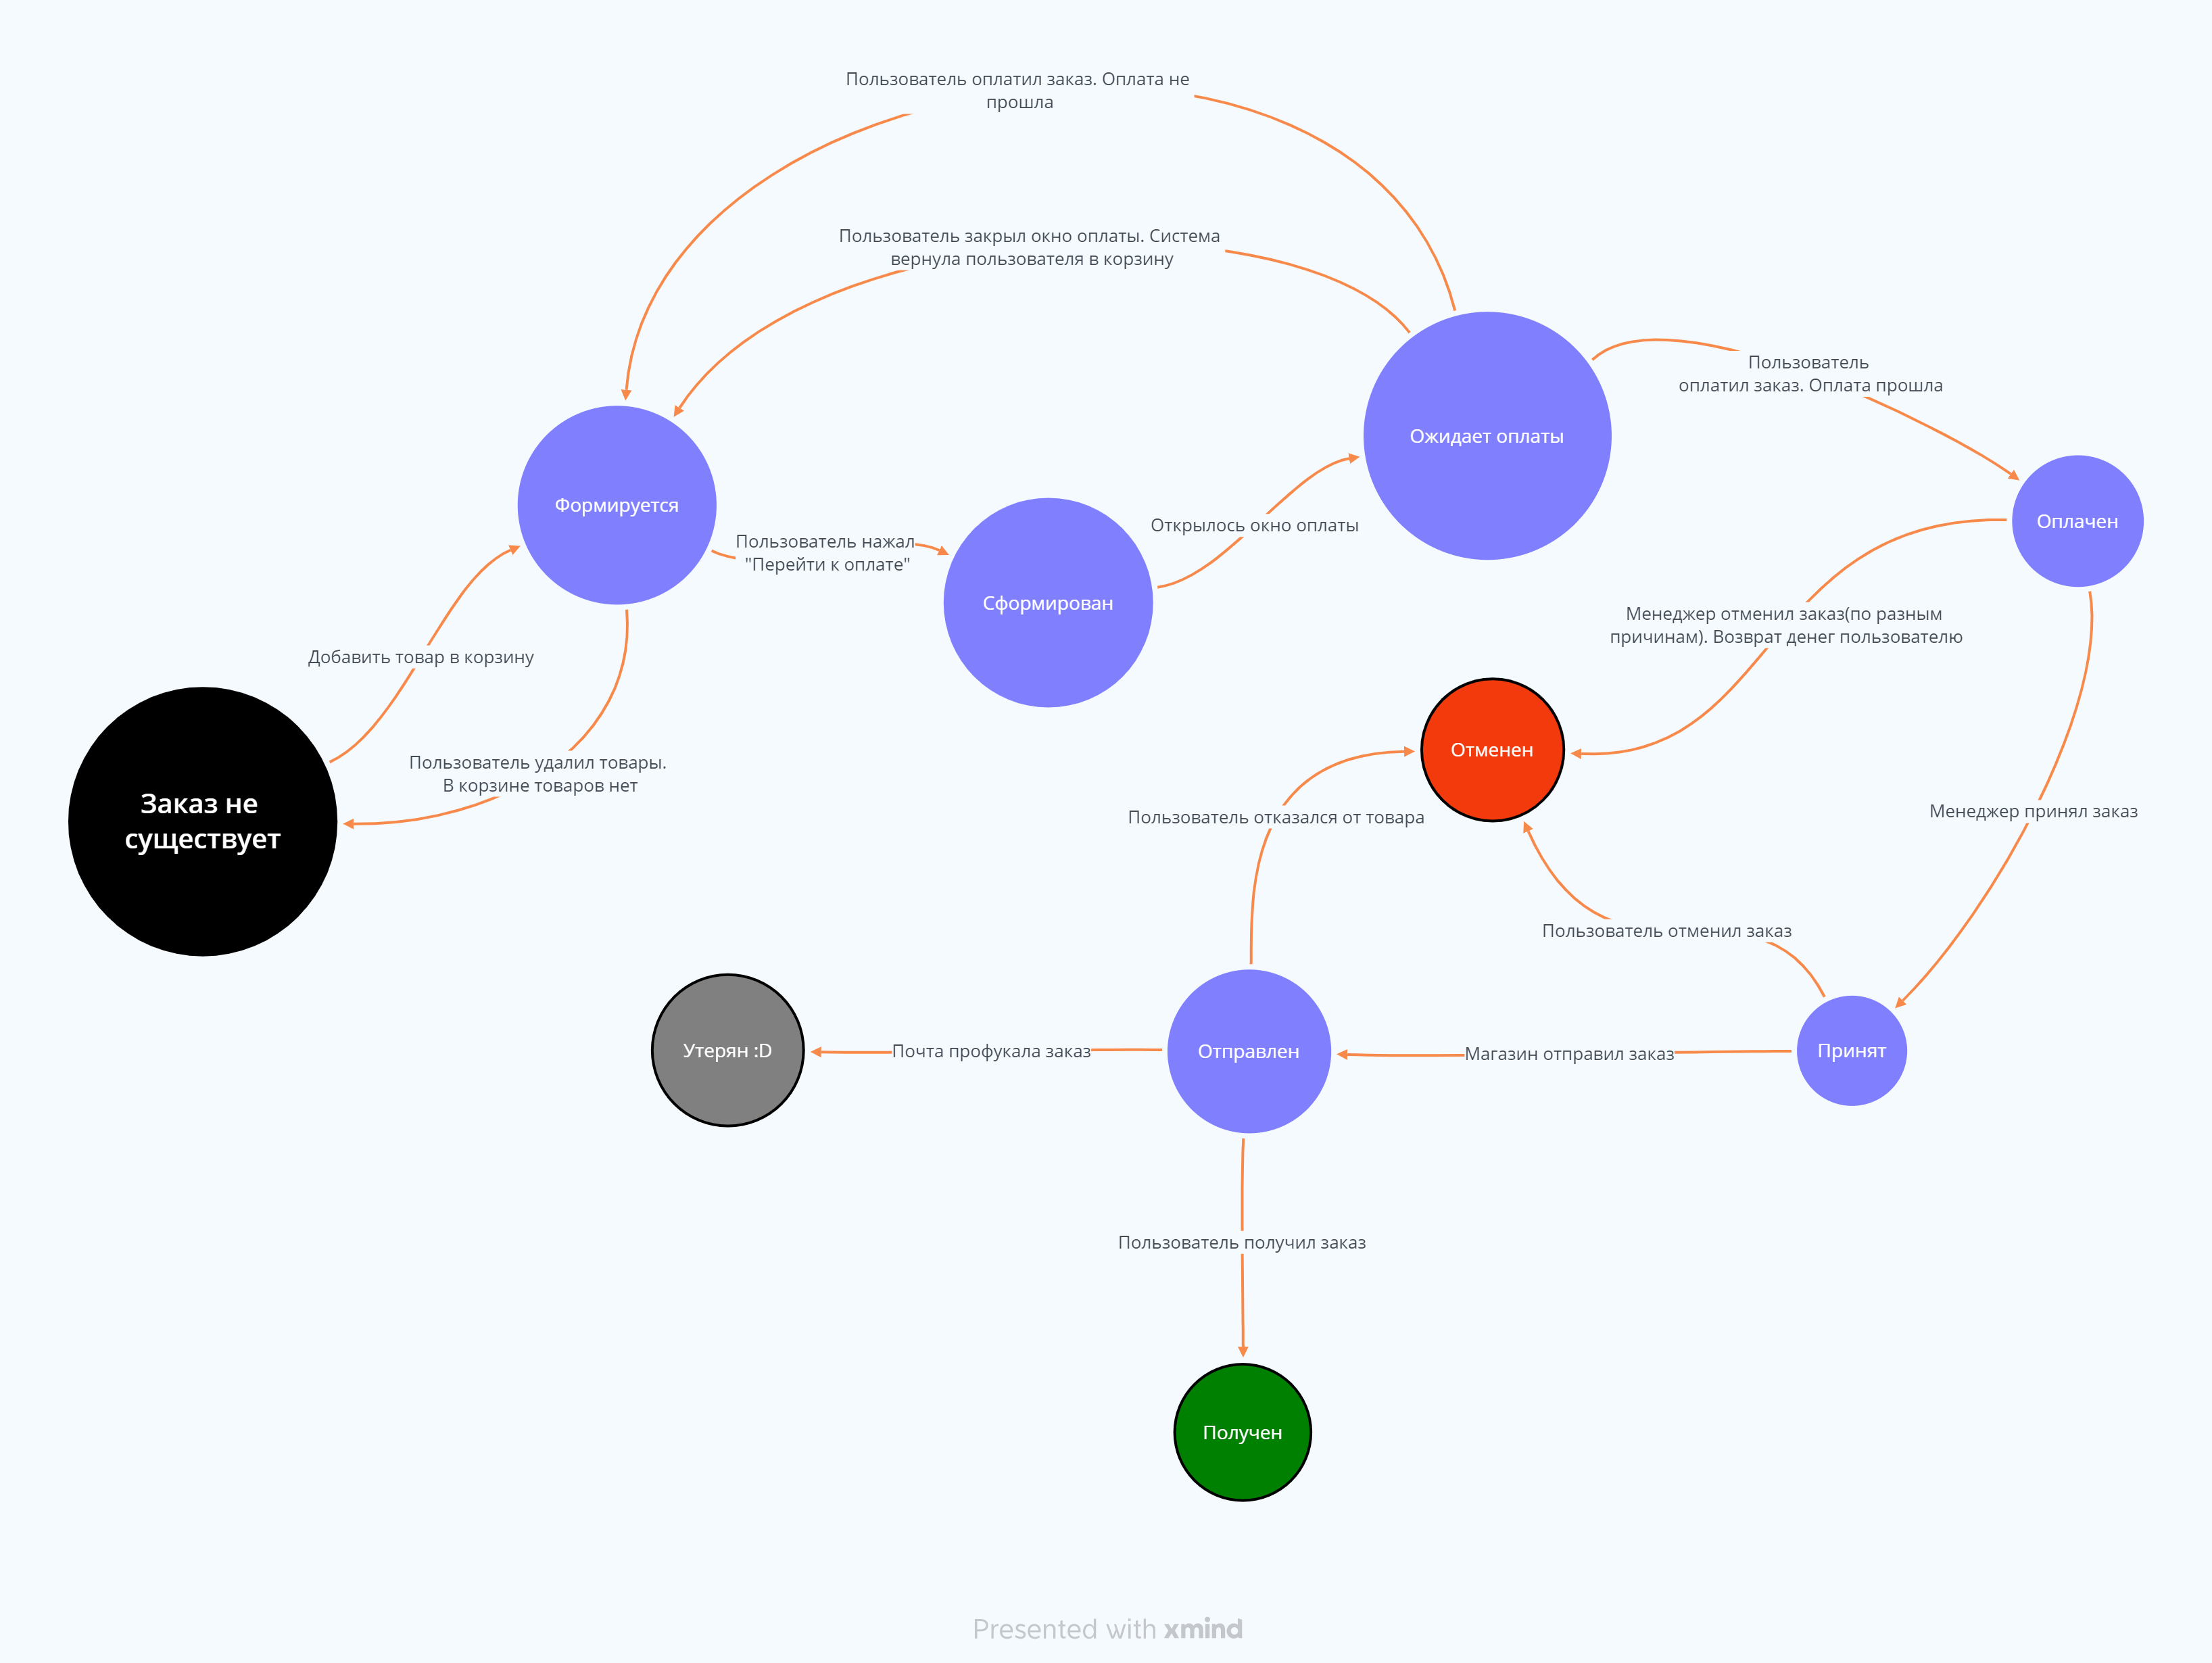 Пользователь оплатил заказ. Оплата не
прошла
Пользователь закрыл окно оплаты. Система
вернула пользователя в корзину
Пользователь
оплатил заказ. Оплата прошла
Ожидает оплаты
Формируется
Оплачен
Открылось окно оплаты
Пользователь нажал
"Перейти к оплате"
Сформирован
Менеджер отменил заказ(по разным
причинам). Возврат денег пользователю
Добавить товар в корзину
Отменен
Пользователь удалил товары.
В корзине товаров нет
Заказ не
существует
Пользователь отказался от товара
Менеджер принял заказ
Пользователь отменил заказ
Утерян :D
Почта профукала заказ
Отправлен
Магазин отправил заказ
Принят
Пользователь получил заказ
Получен
Presented with xmind